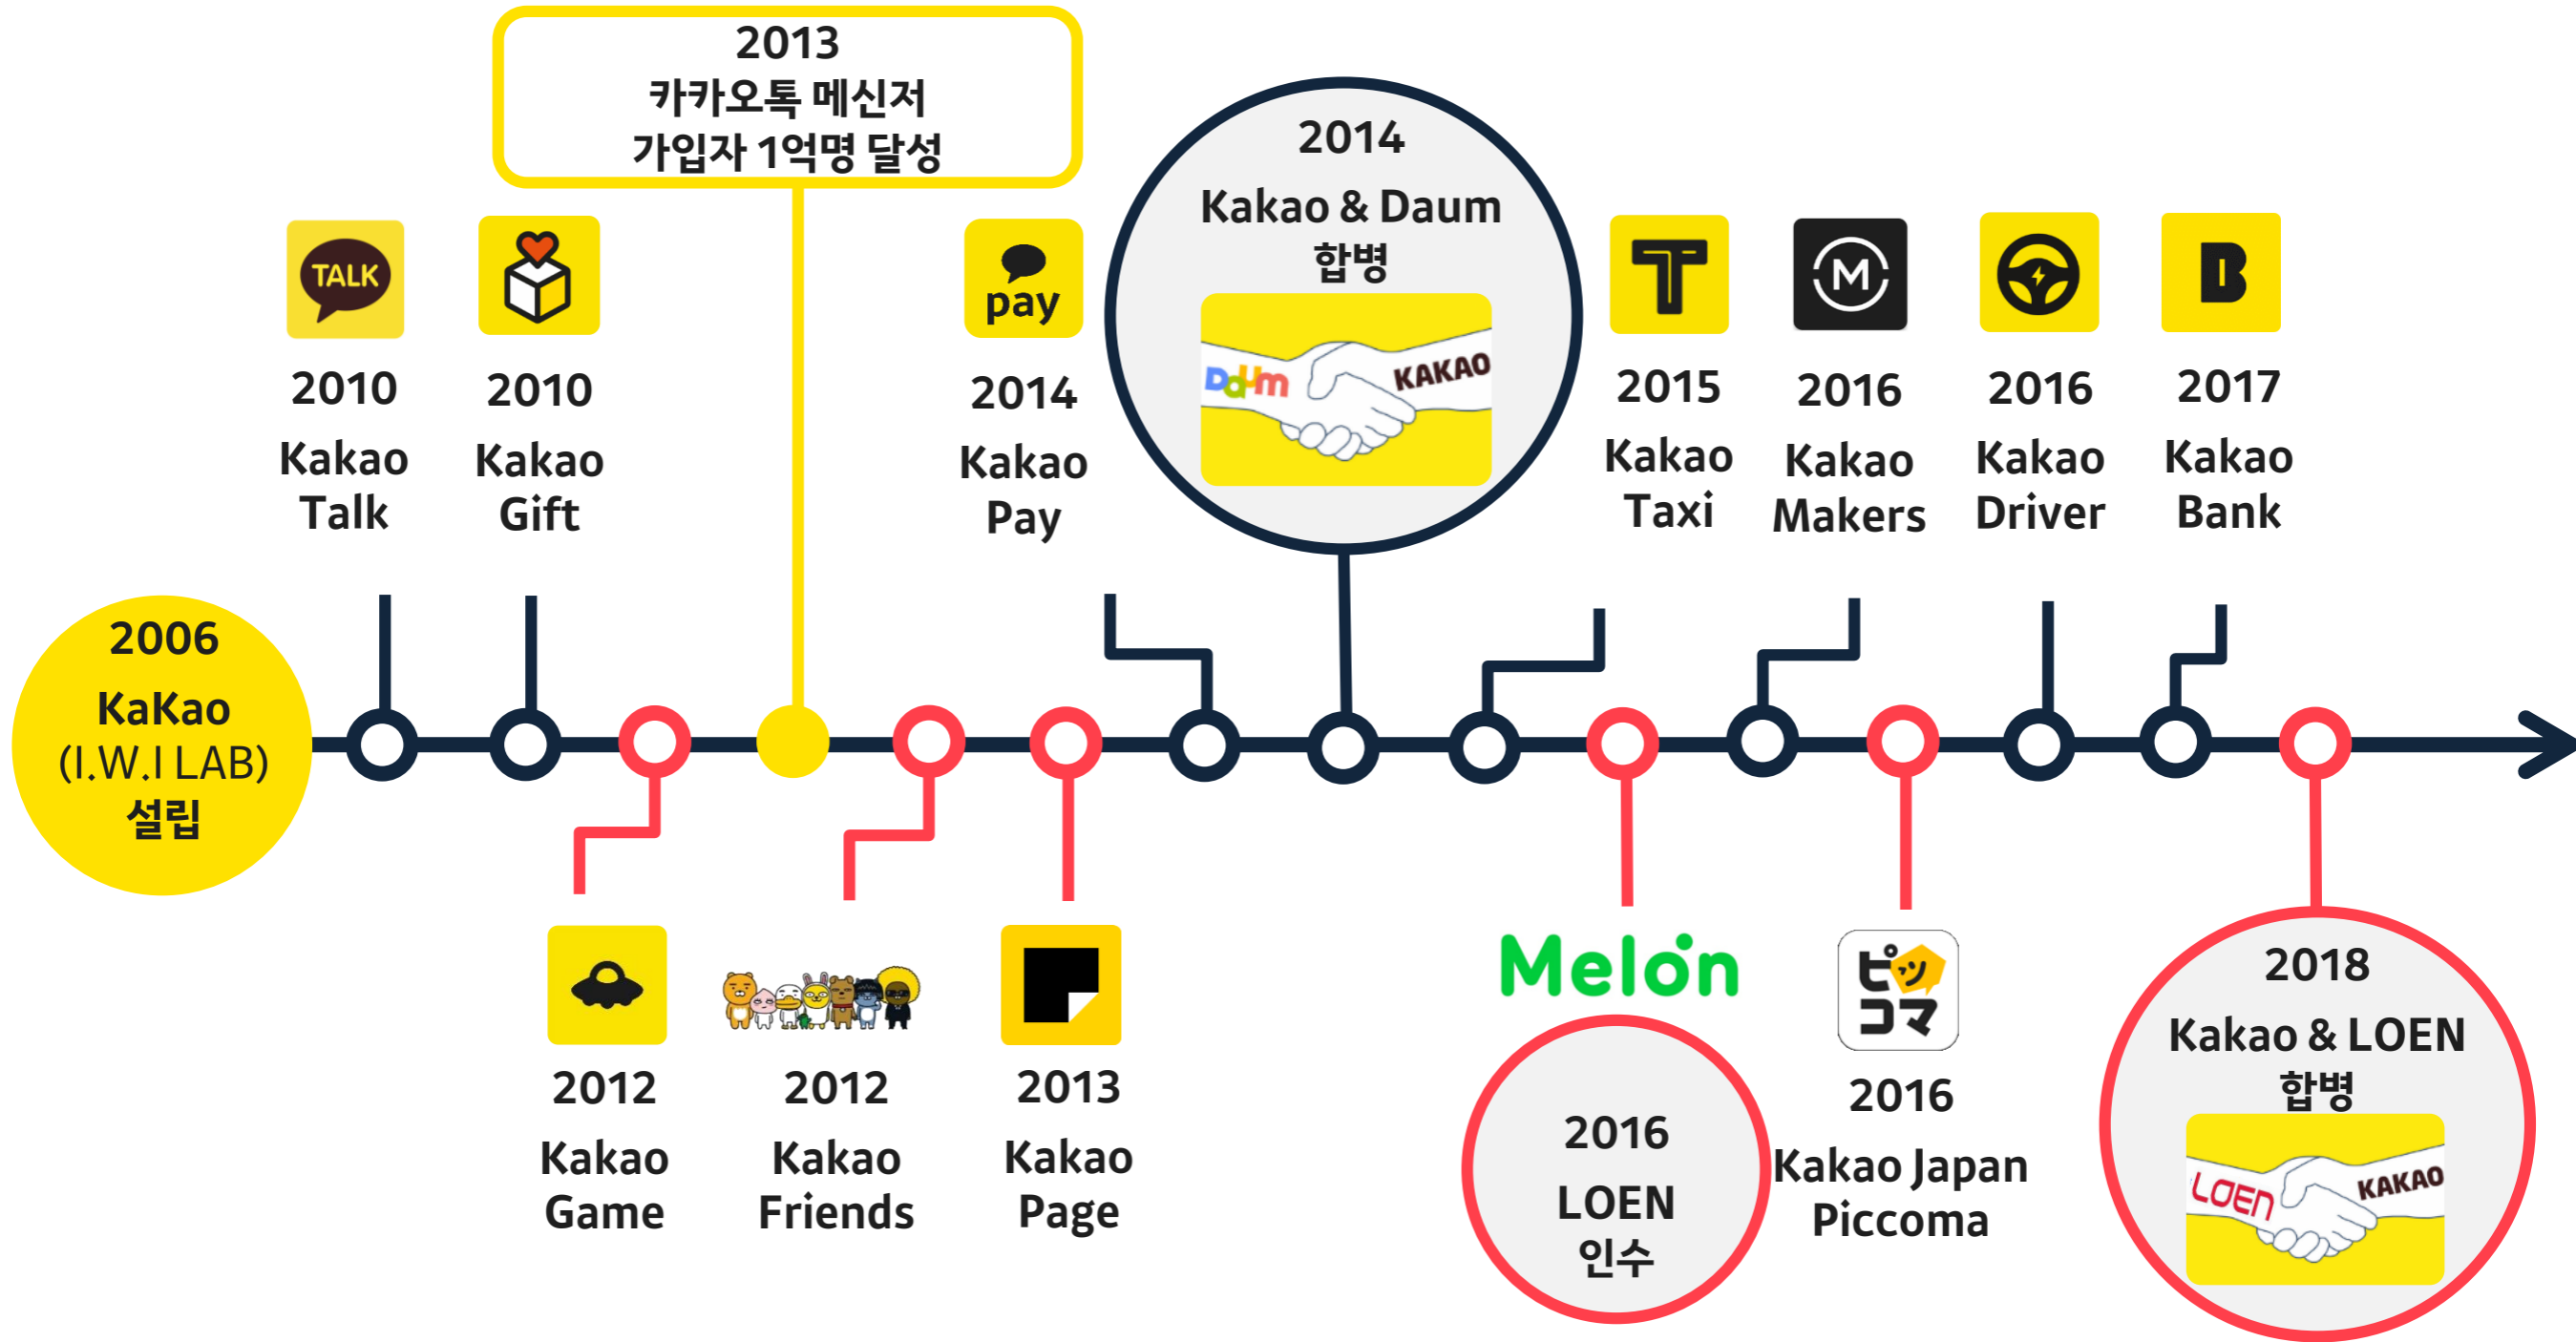 2013
카카오톡 메신저
가입자 1억명 달성
TALK
2010
Kakao
Talk
2010
Kakao
Gift
pay
2014
Kakao
Pay
2014
Kakao & Daum
합병
Daum
KAKAO
T
2015
Kakao
Taxi
M
2016
Kakao
Makers
2016
Kakao
Driver
B
2017
Kakao
Bank
2006
KaKao
(I.W.I LAB)
설립
2012
Kakao
Game
2012
Kakao
Friends
2013
Kakao
Page
Melon
2016
LOEN
인수
ピッ
コマ
2016
Kakao Japan
Piccoma
2018
Kakao & LOEN
합병
LOEN
KAKAO